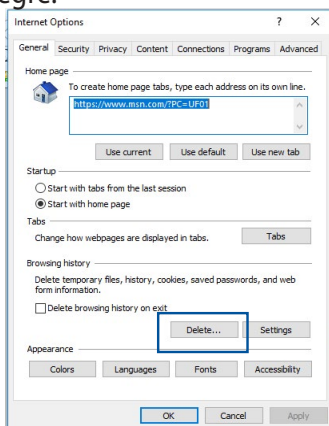 Internet Options
? X
General Security Privacy Content Connections Programs Advanced
Home page
To create home page tabs, type each address on its own line.
https://www.msn.com/?PC=UF01
Use current Use default Use new tab
Startup
Start with tabs from the last session
Start with home page
Tabs
Change how webpages are displayed in tabs. Tabs
Browsing history
Delete temporary files, history, cookies, saved passwords, and web
form information.
Delete browsing history on exit
Delete... Settings
Appearance
Colors Languages Fonts Accessibility
OK Cancel Apply